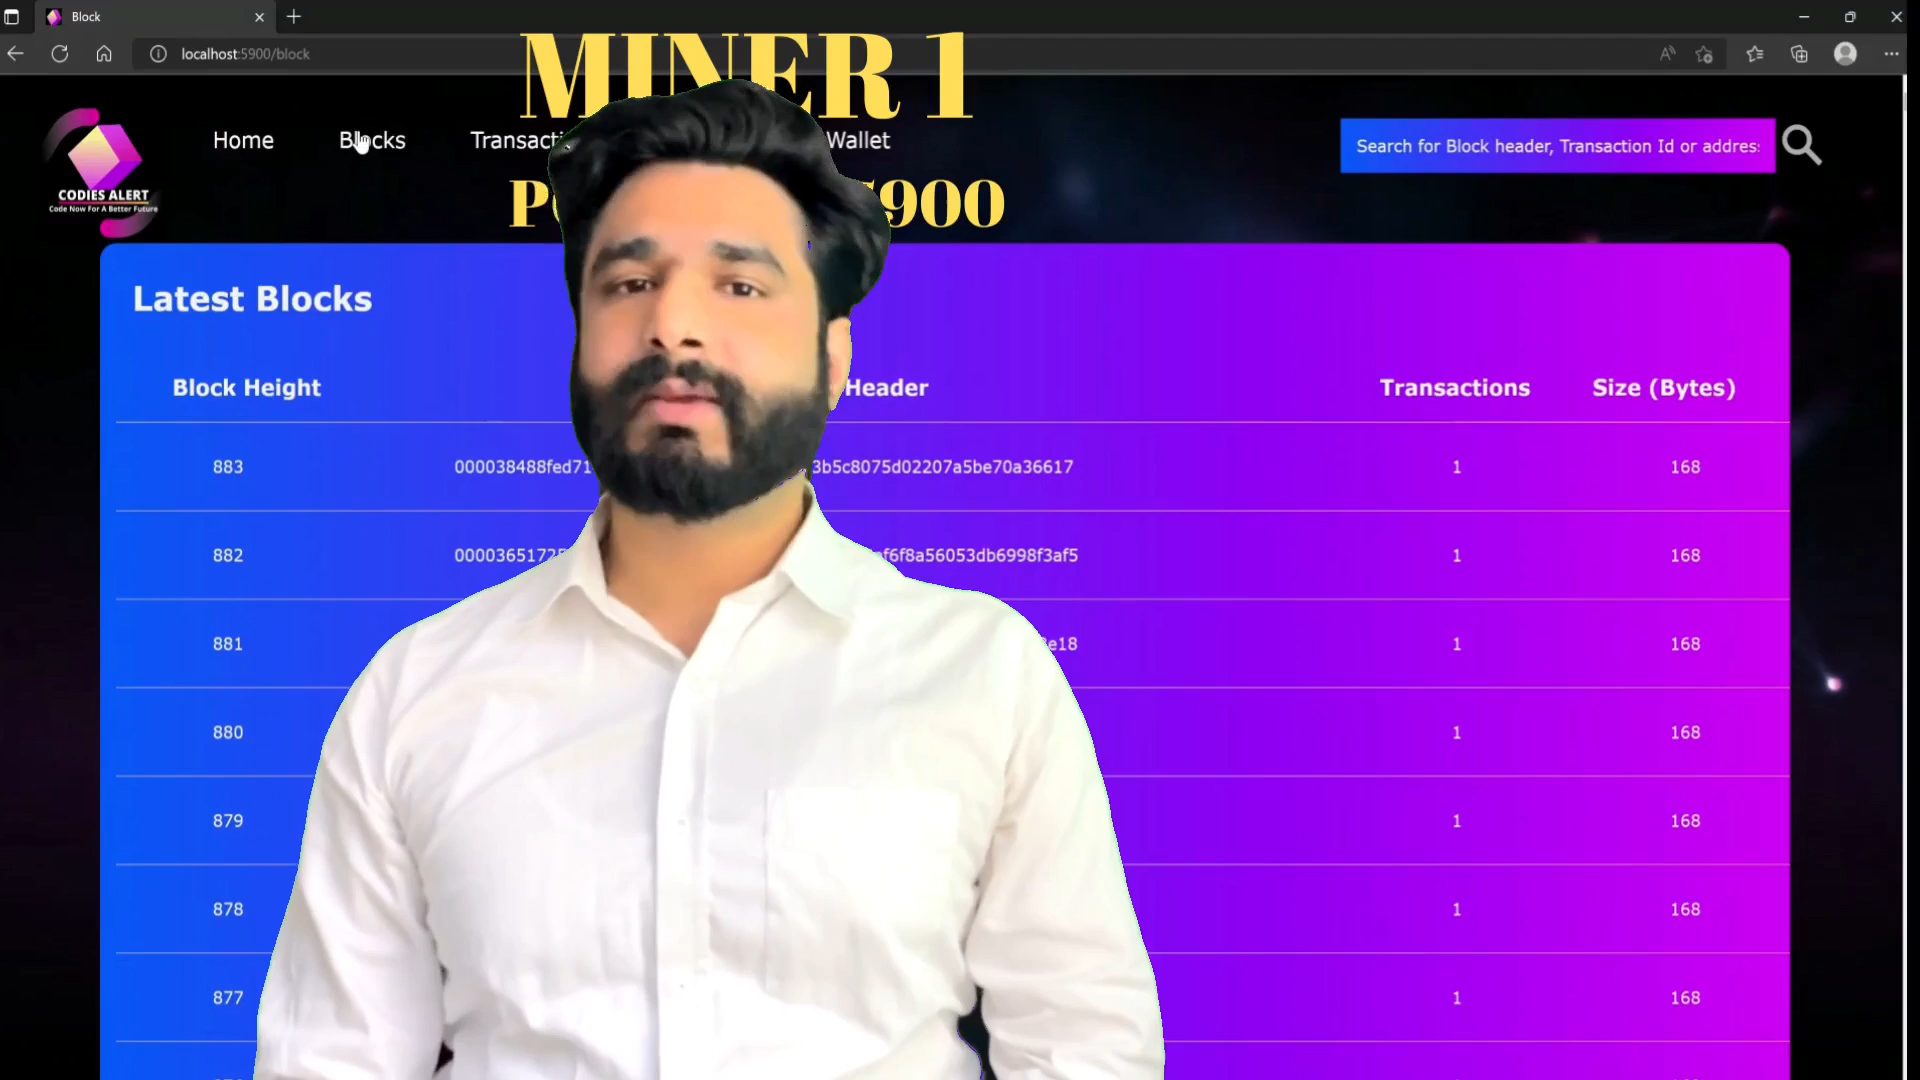 Block
localhost:5900/block
MINER 1
Home
Blocks
Wallet
Search for Block header, Transaction Id or addres
CODIES ALERT
Code Now For A Better Future
900
Latest Blocks
Block Height
Header
Transactions
Size (Bytes)
883
000038488fed71
3b5c8075d02207a5be70a36617
1
168
882
0000365172
f6f8a56053db6998f3af5
1
168
881
e18
1
168
880
1
168
879
1
168
878
1
168
877
1
168